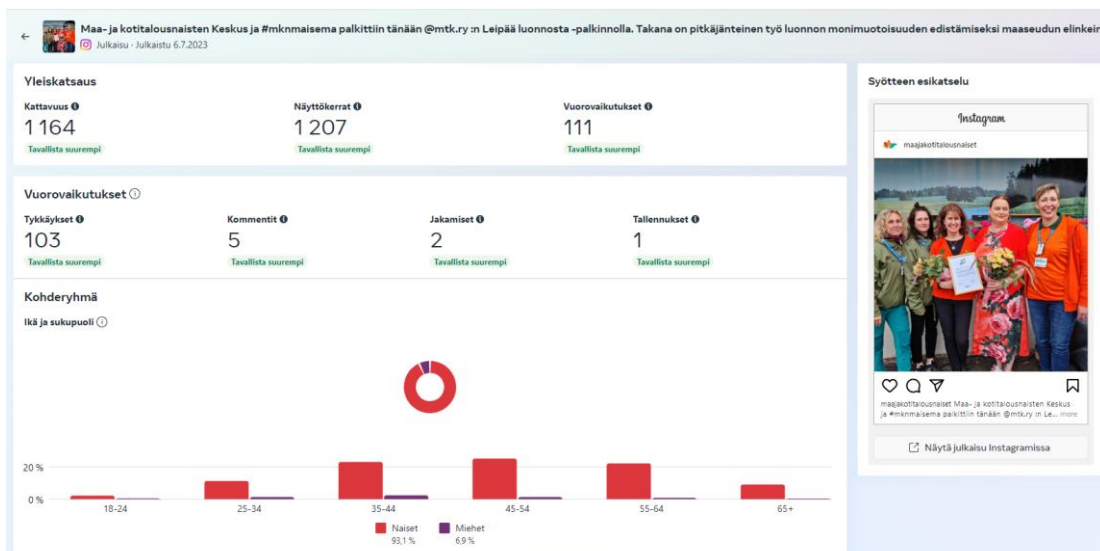 Maa- ja kotitalousnaisten Keskus ja #mknmaisema palkittiin tänään @mtk.ry :n Leipää luonnosta -palkinnolla. Takana on pitkäjänteinen työ luonnon monimuotoisuuden edistämiseksi maaseudun elinkein
Julkaisu · Julkaistu 6.7.2023
Yleiskatsaus
Kattavuus Näyttökerrat Vuorovaikutukset
1 164 1 207 111
Tavallista suurempi Tavallista suurempi Tavallista suurempi
Vuorovaikutukset
Tykkäykset Kommentit Jakamiset Tallennukset
103 5 2 1
Tavallista suurempi Tavallista suurempi Tavallista suurempi Tavallista suurempi
Kohderyhmä
Ikä ja sukupuoli
20 %
0 %
18-24 25-34 35-44 45-54 55-64 65+
Naiset Miehet
93,1 % 6,9 %
Syötteen esikatselu
Instagram
maajakotitalousnaiset
maajakotitalousnaiset Maa- ja kotitalousnaisten Keskus
ja #mknmaisema palkittiin tänään @mtk.ry :n Le... more
Näytä julkaisu Instagramissa